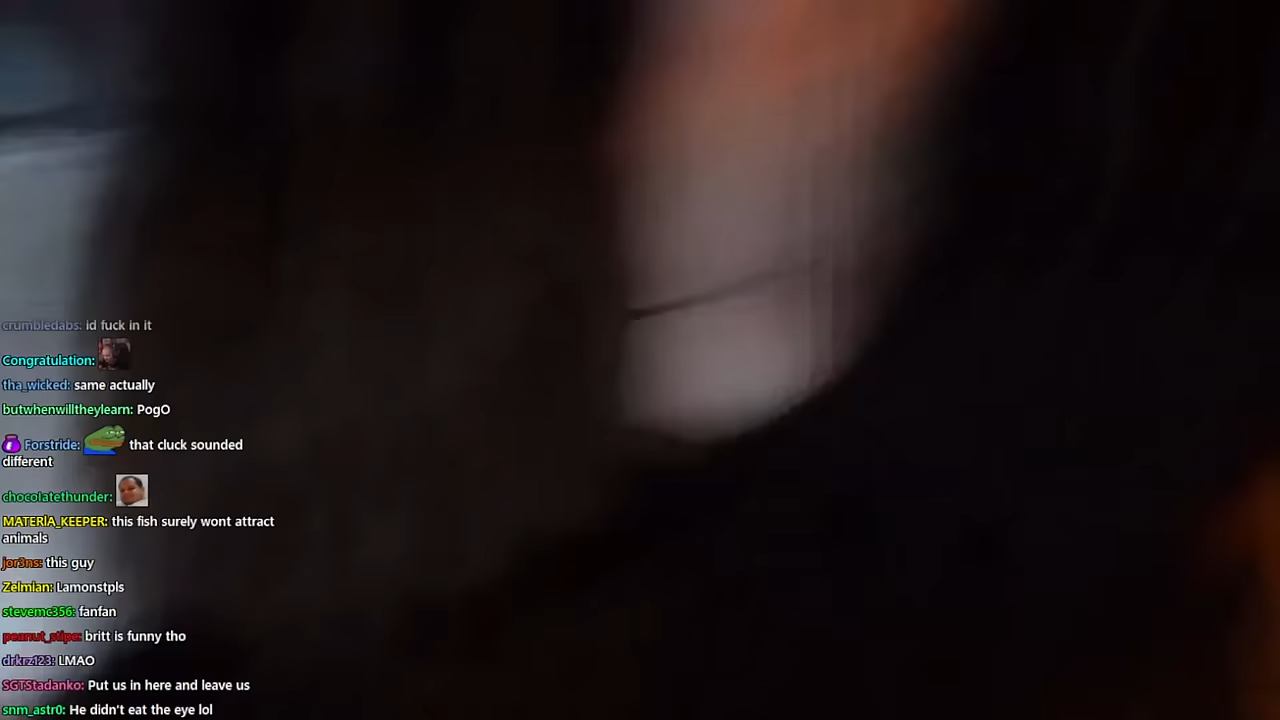 crumbledabs: id fuck in it
Congratulation:
tha_wicked: same actually
butwhenwilltheylearn: PogO
Forstride: that cluck sounded
different
chocolatethunder:
MATERIA_KEEPER: this fish surely wont attract
animals
jor3ns: this guy
Zelmian: Lamonstpls
stevemc356: fanfan
peanut_stipe: britt is funny tho
drkrz123: LMAO
SGTStadanko: Put us in here and leave us
snm_astr0: He didn't eat the eye lol